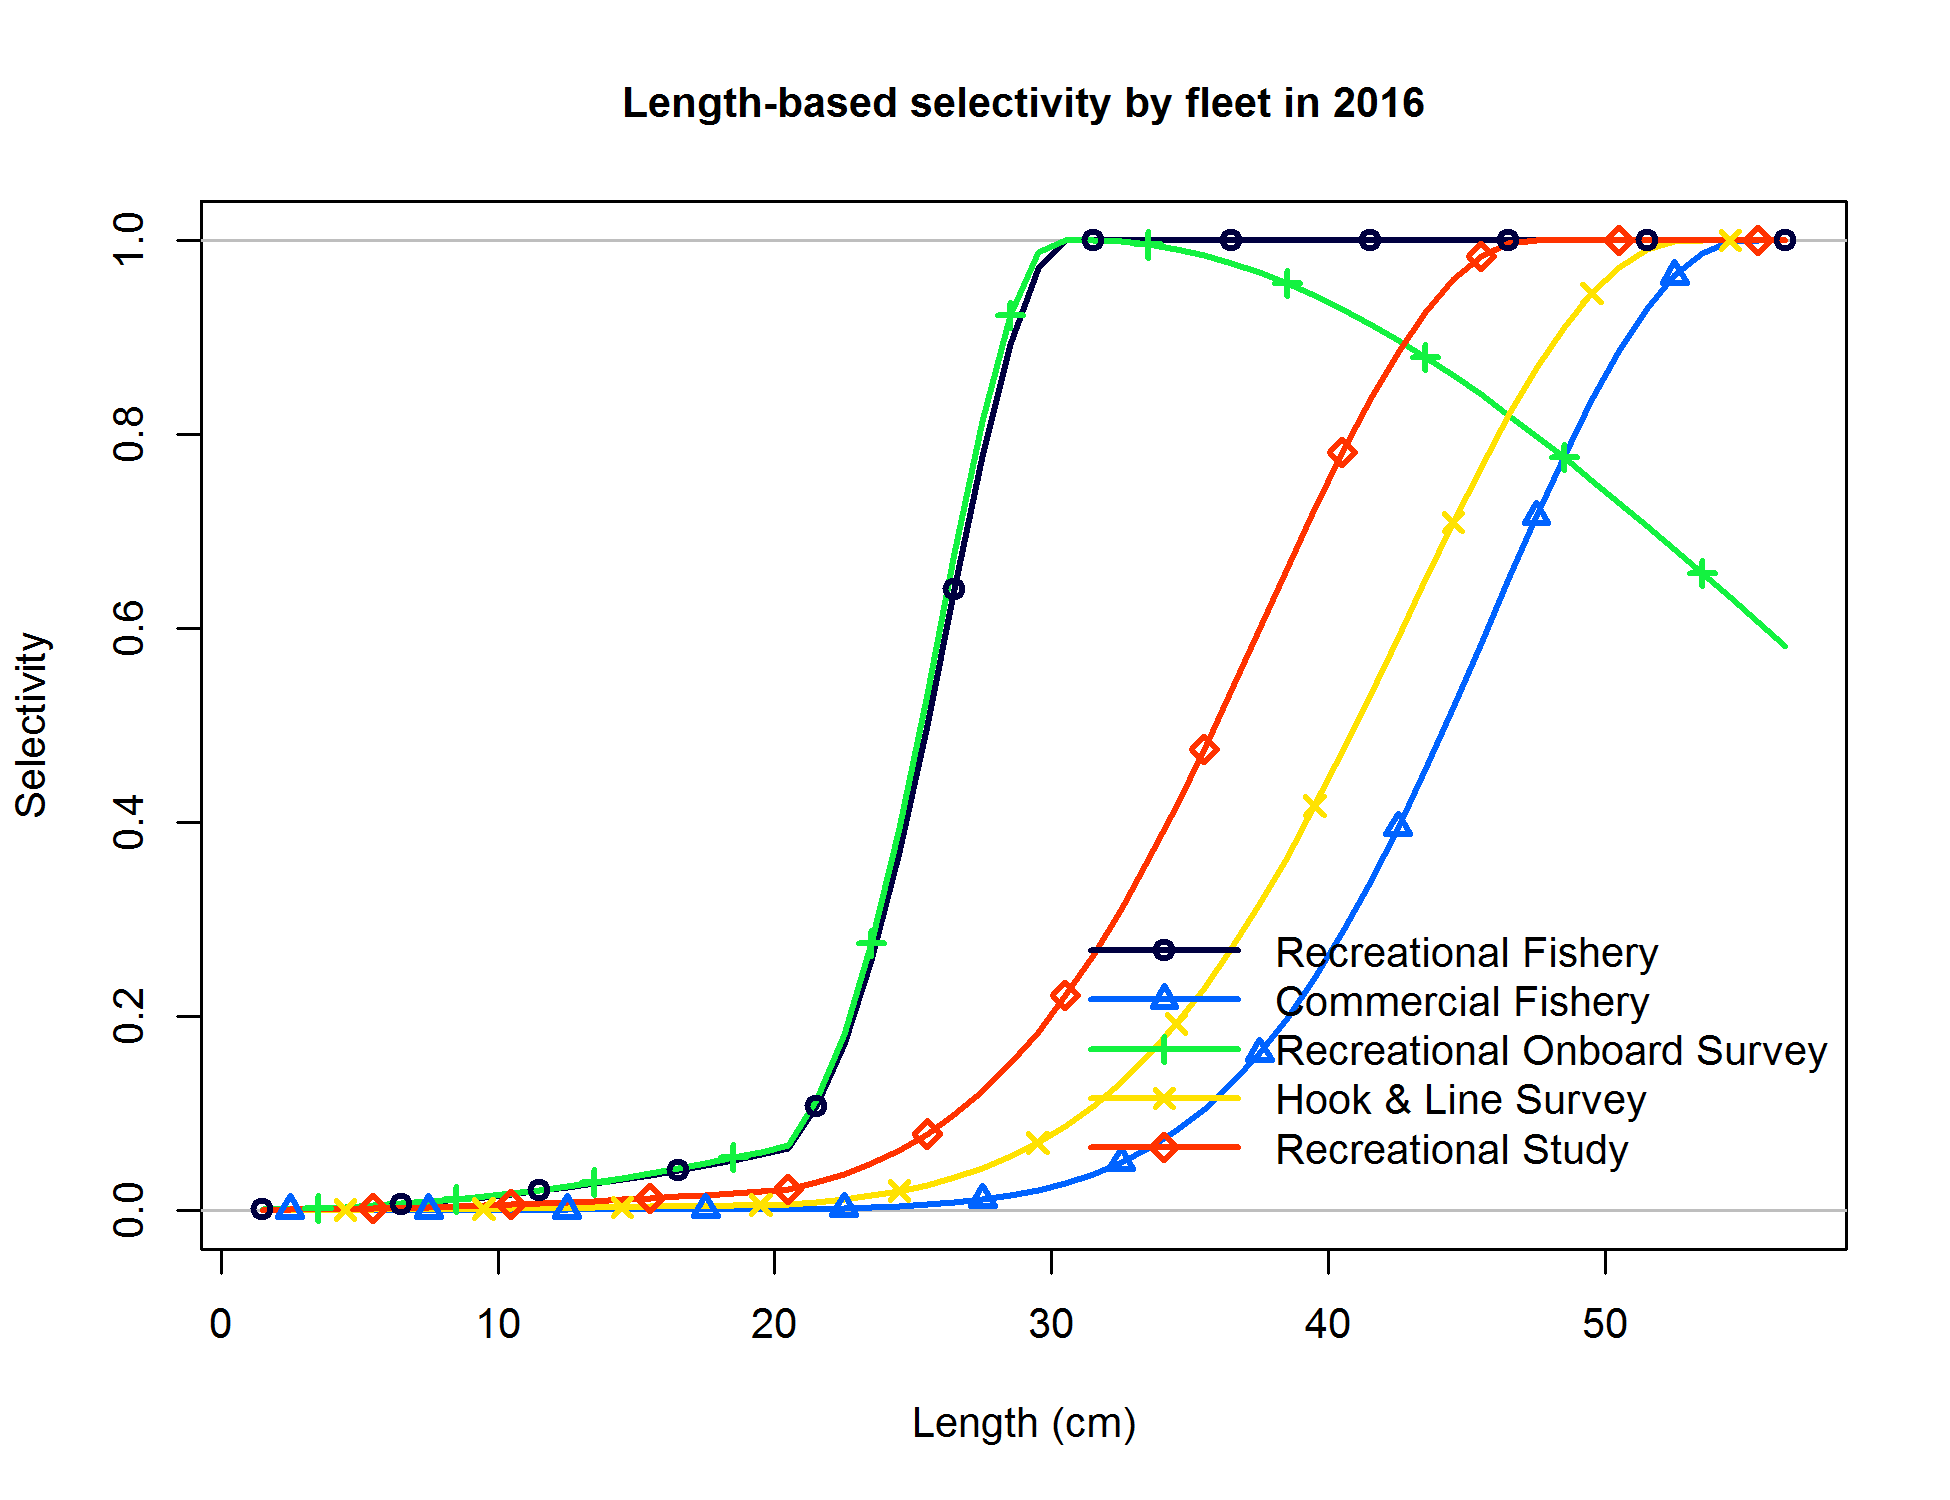 Length-based selectivity by fleet in 2016
1.0
0.8
0.6
0.4
0.2
0.0
Selectivity
Recreational Fishery
Commercial Fishery
Recreational Onboard Survey
Hook & Line Survey
Recreational Study
0 10 20 30 40 50
Length (cm)